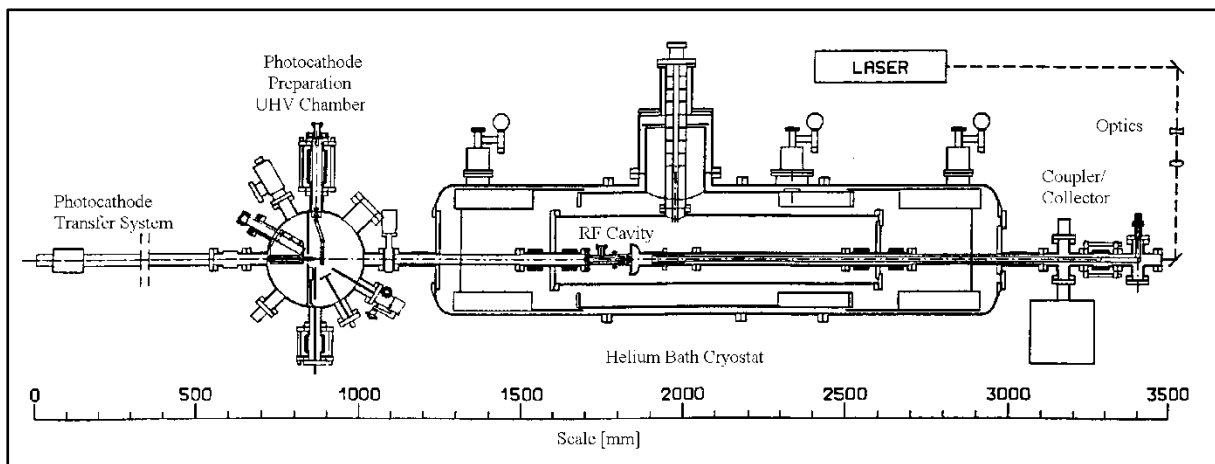 Photocathode
Preparation
UHV Chamber
LASER
Optics
Photocathode
Transfer System
Coupler/
Collector
RF Cavity
Helium Bath Cryostat
0 500 1000 1500 2000 2500 3000 3500
Scale [mm]